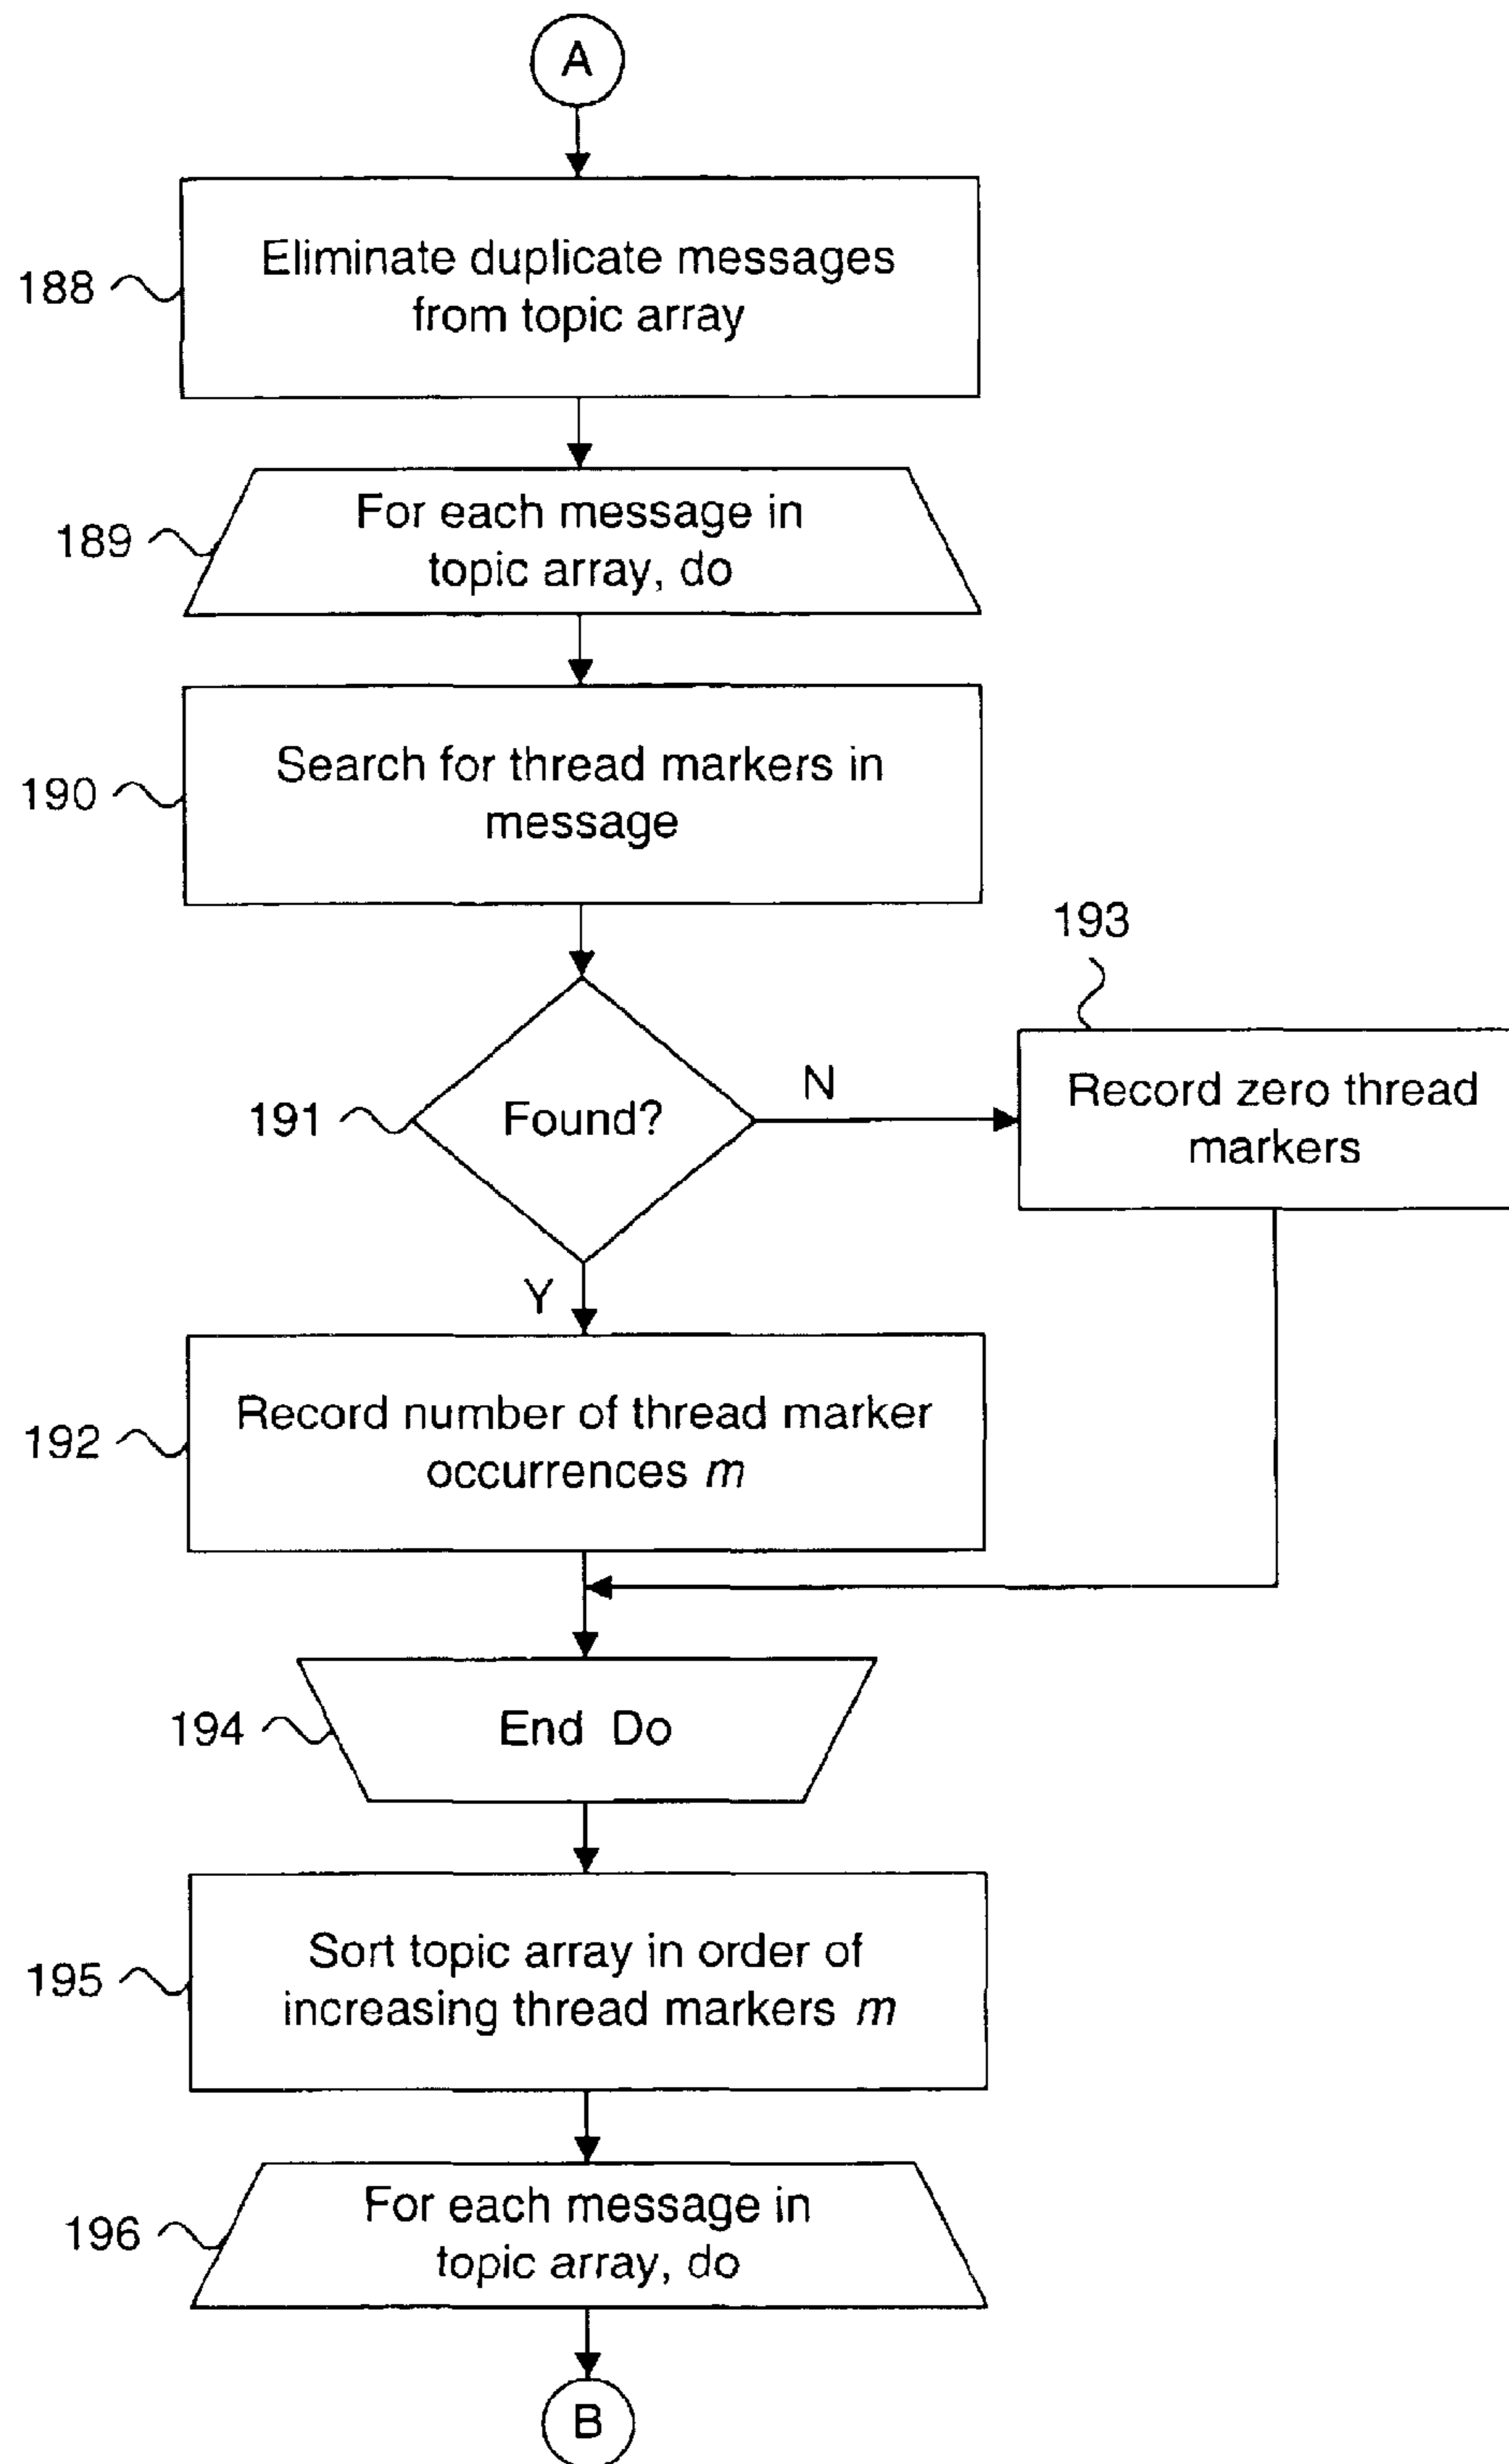 A
188
Eliminate duplicate messages
from topic array
189
For each message in
topic array, do
190
Search for thread markers in
message
191
Found?
N
193
Record zero thread
markers
Y
192
Record number of thread marker
occurrences m
194
End Do
195
Sort topic array in order of
increasing thread markers m
196
For each message in
topic array, do
B